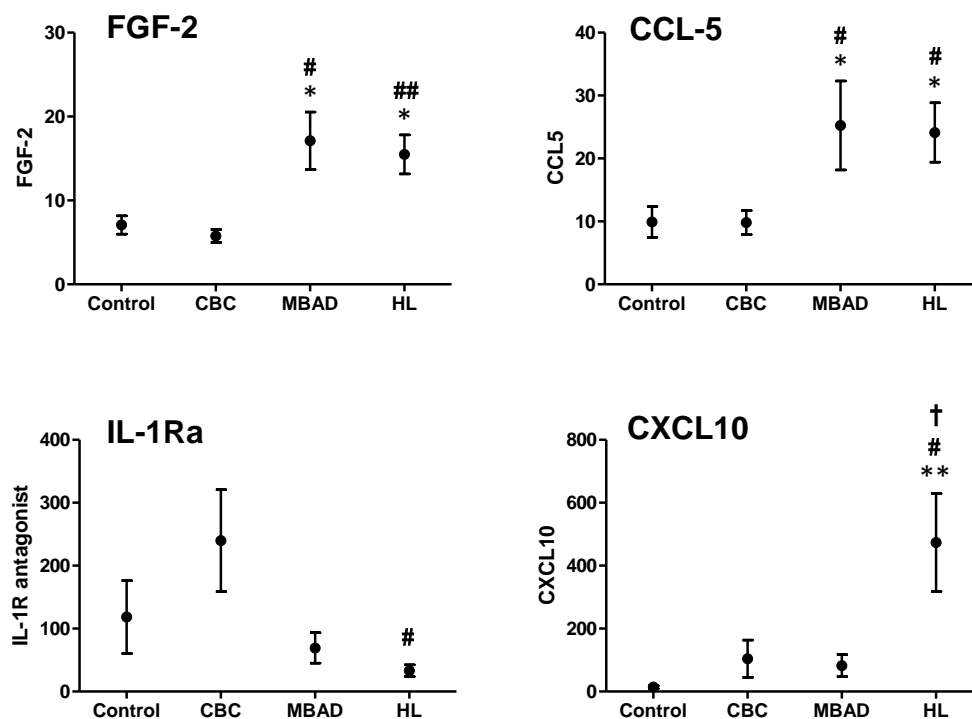 FGF-2
30
20
10
0
FGF-2
#
*
##
*
Control CBC MBAD HL
CCL-5
40
30
20
10
0
CCL5
#
*
#
*
Control CBC MBAD HL
IL-1Ra
400
300
200
100
0
IL-1R antagonist
#
Control CBC MBAD HL
CXCL10
800
600
400
200
0
CXCL10
†
#
**
Control CBC MBAD HL